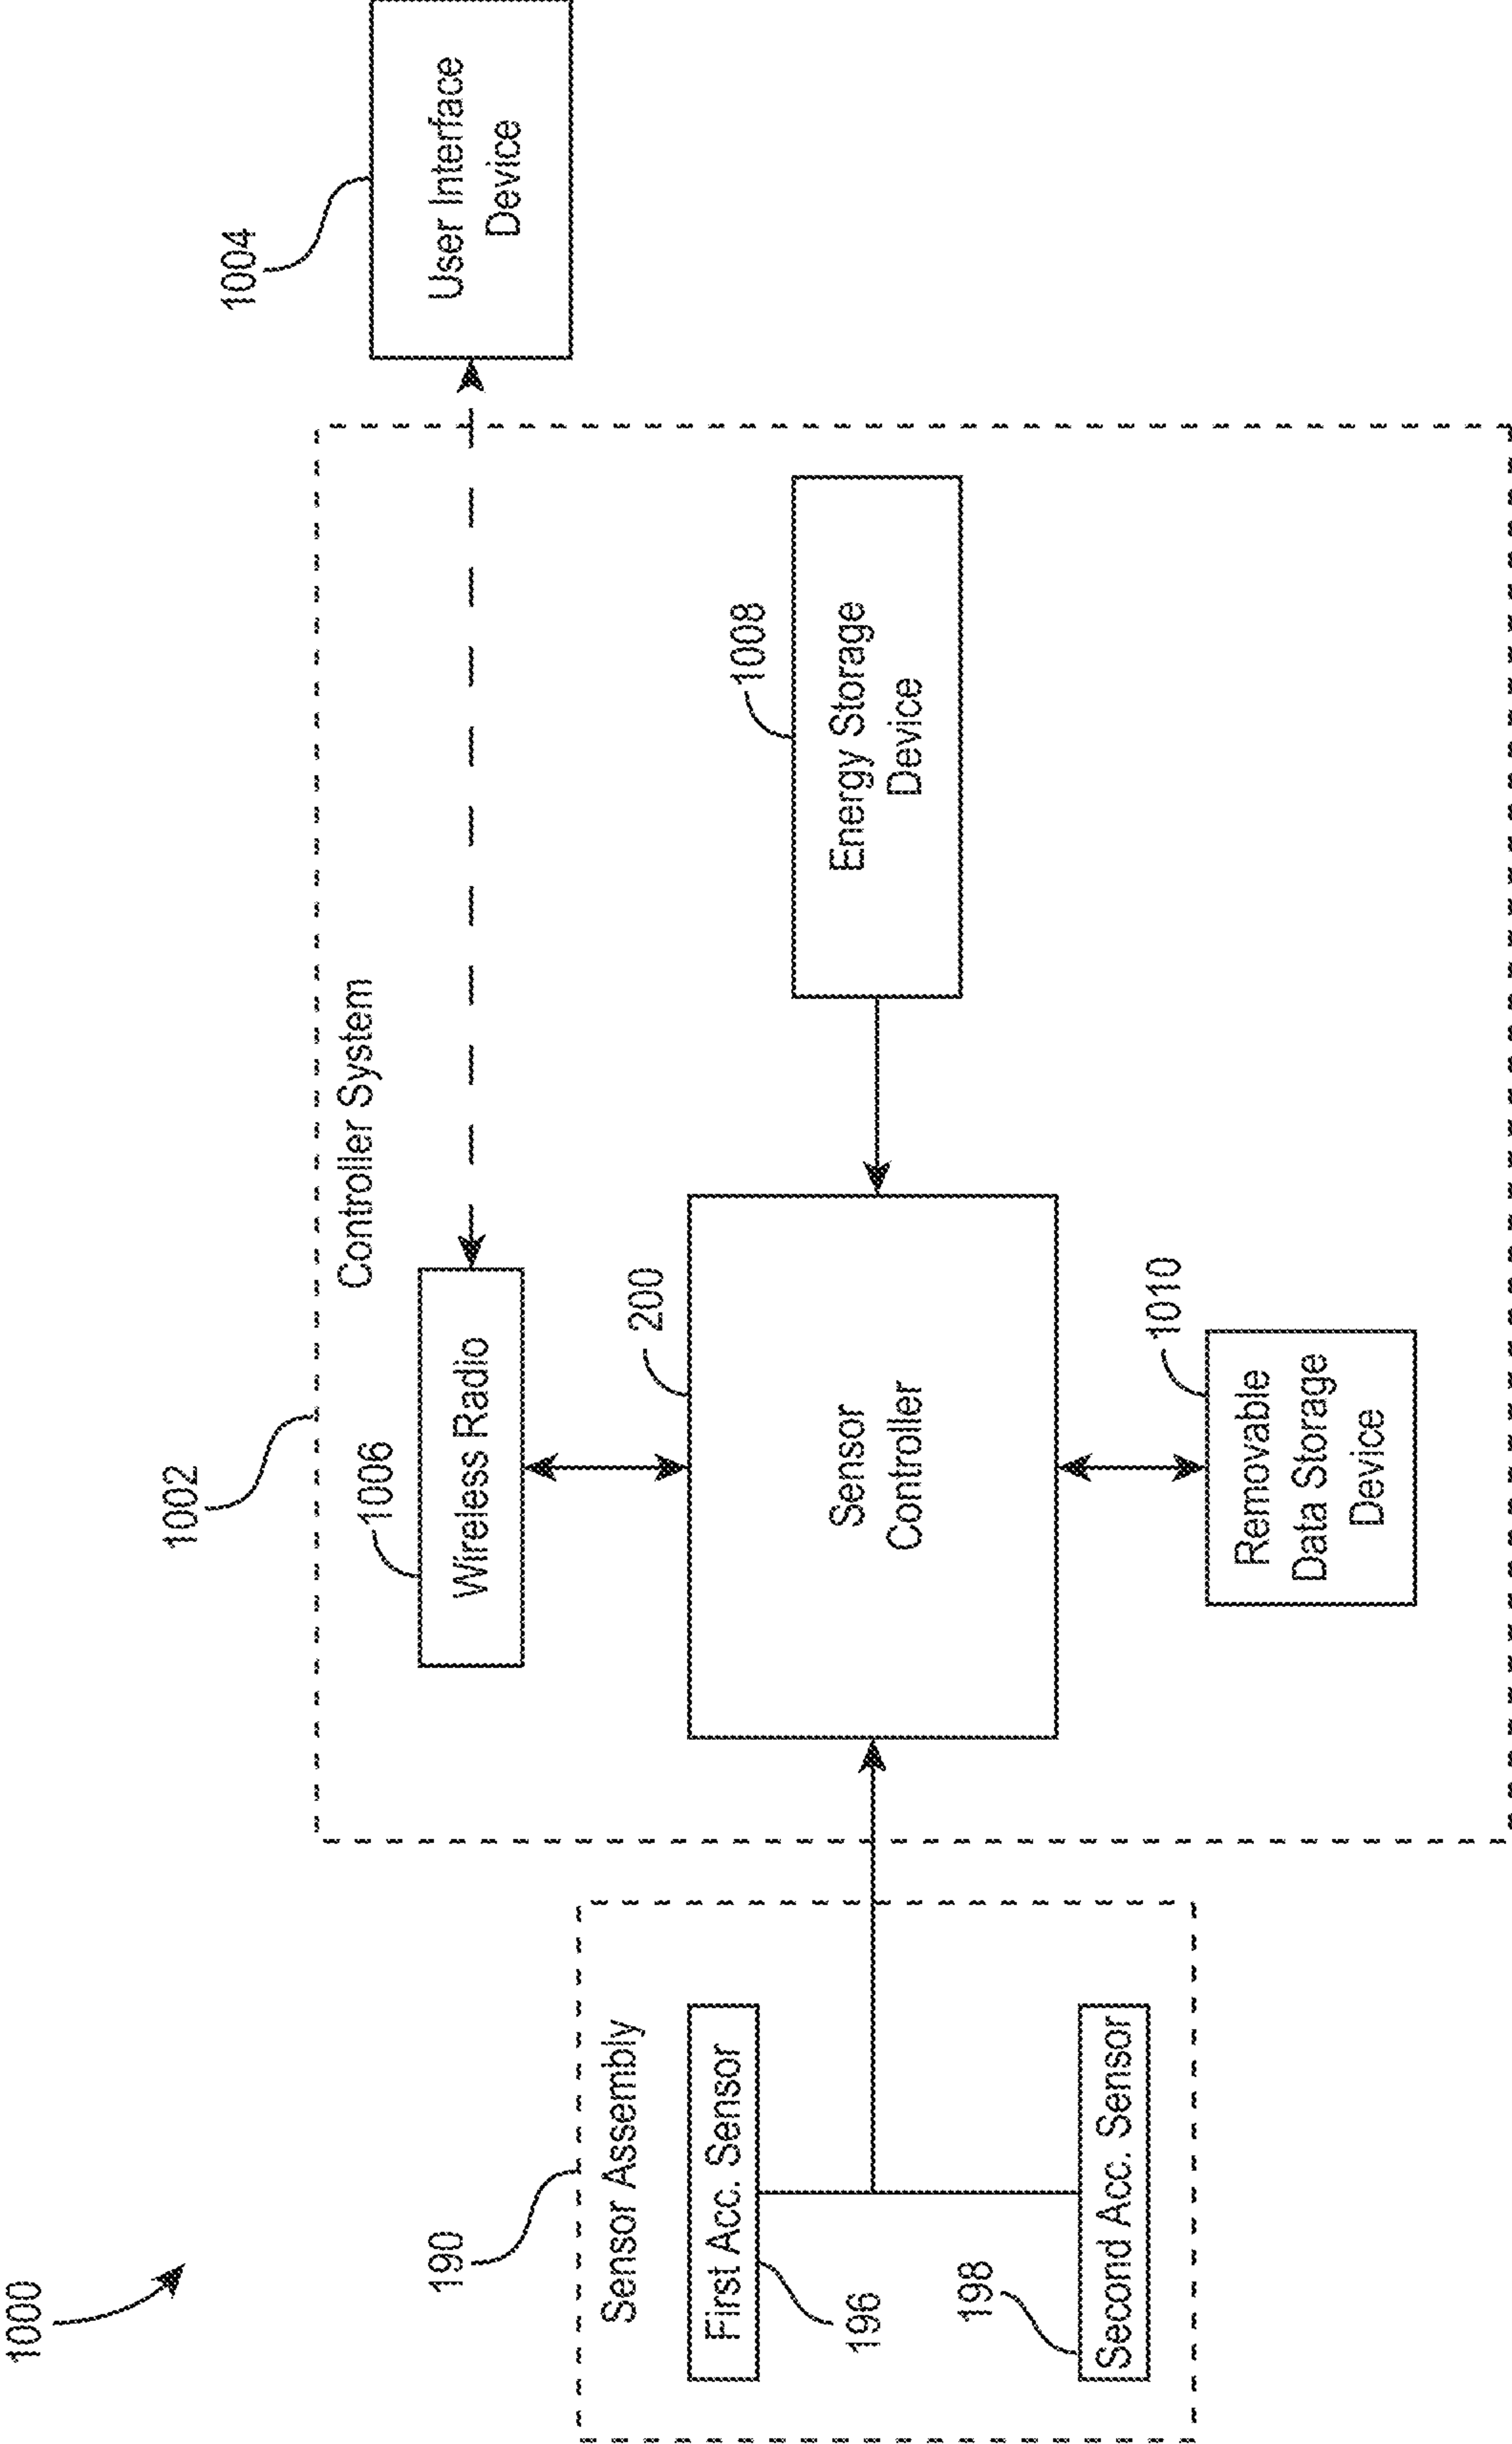 1000
1002
1004
Controller System
User Interface
Device
1006
Wireless Radio
190
Sensor Assembly
200
1008
First Acc. Sensor
196
Sensor
Controller
Energy Storage
Device
198
Second Acc. Sensor
1010
Removable
Data Storage
Device